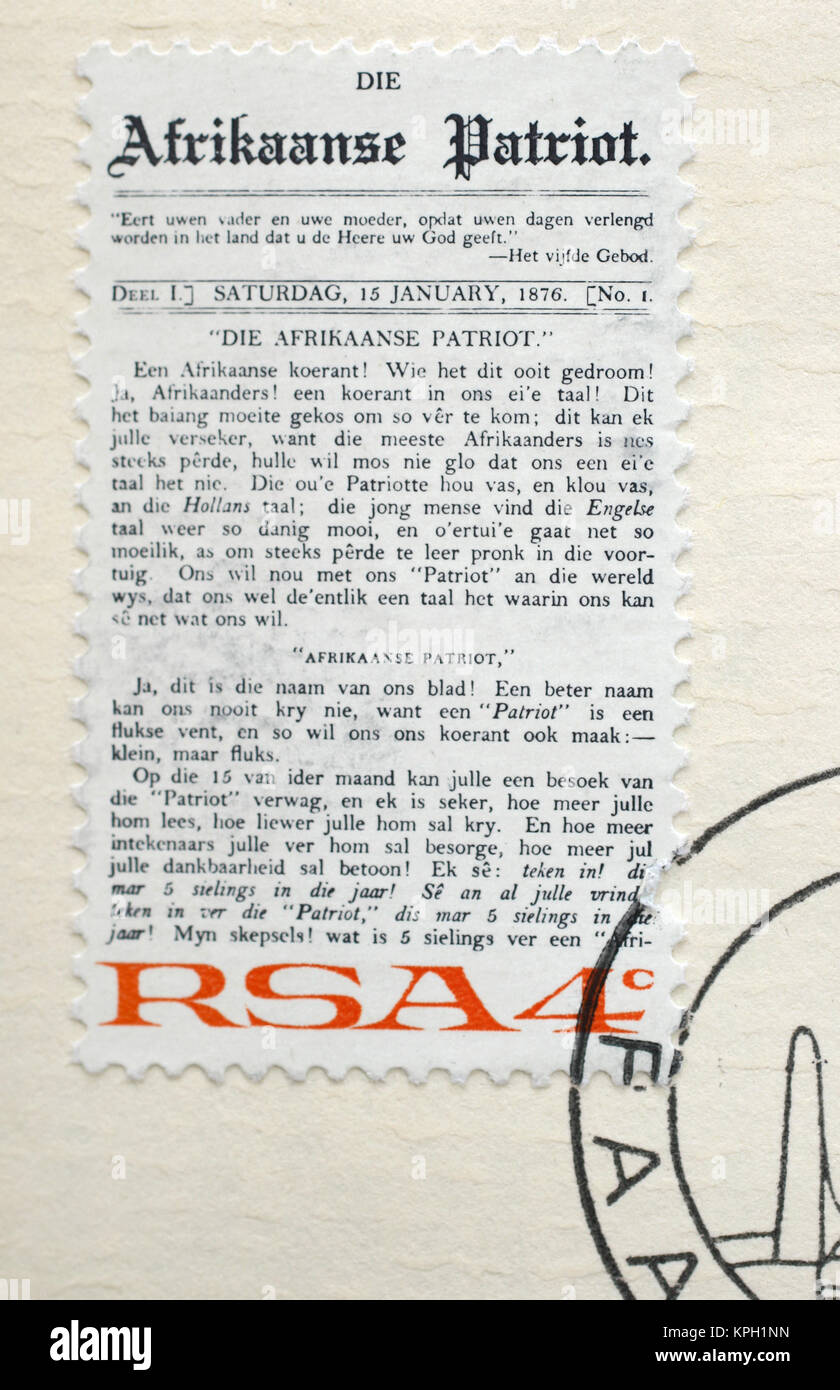 DIE
Afrikaanse Patriot.
"Eert uwen vader en uwe moeder, opdat uwen dagen verlengd
worden in het land dat u de Heere uw God geeft."
—Het vijfde Gebod.
DEEL I.] SATURDAG, 15 JANUARY, 1876. [No. 1.
"DIE AFRIKAANSE PATRIOT."
Een Afrikaanse koerant! Wie het dit ooit gedroom!
Ja, Afrikaanders! een koerant in ons ei'e taal! Dit
het baiang moeite gekos om so vêr te kom; dit kan ek
julle verseker, want die meeste Afrikaanders is nes
steeks pêrde, hulle wil mos nie glo dat ons een ei'e
taal het nie. Die ou'e Patriotte hou vas, en klou vas,
an die Hollans taal; die jong mense vind die Engelse
taal weer so danig mooi, en o'ertui'e gaat net so
moeilik, as om steeks pêrde te leer pronk in die voor-
tuig. Ons wil nou met ons "Patriot" an die wereld
wys, dat ons wel de'entlik een taal het waarin ons kan
sê net wat ons wil.
"AFRIKAANSE PATRIOT,"
Ja, dit is die naam van ons blad! Een beter naam
kan ons nooit kry nie, want een "Patriot" is een
flukse vent, en so wil ons ons koerant ook maak:—
klein, maar fluks.
Op die 15 van ider maand kan julle een besoek van
die "Patriot" verwag, en ek is seker, hoe meer julle
hom lees, hoe liewer julle hom sal kry. En hoe meer
intekenaars julle ver hom sal besorge, hoe meer jul
julle dankbaarheid sal betoon! Ek sê: teken in! di
mar 5 sielings in die jaar! Sê an al julle vrind
teken in ver die "Patriot," dis mar 5 sielings in die
jaar! Myn skepsels! wat is 5 sielings ver een "Afri-
RSA 4c
FAA
alamy stock photo
KPH1NN
www.alamy.com